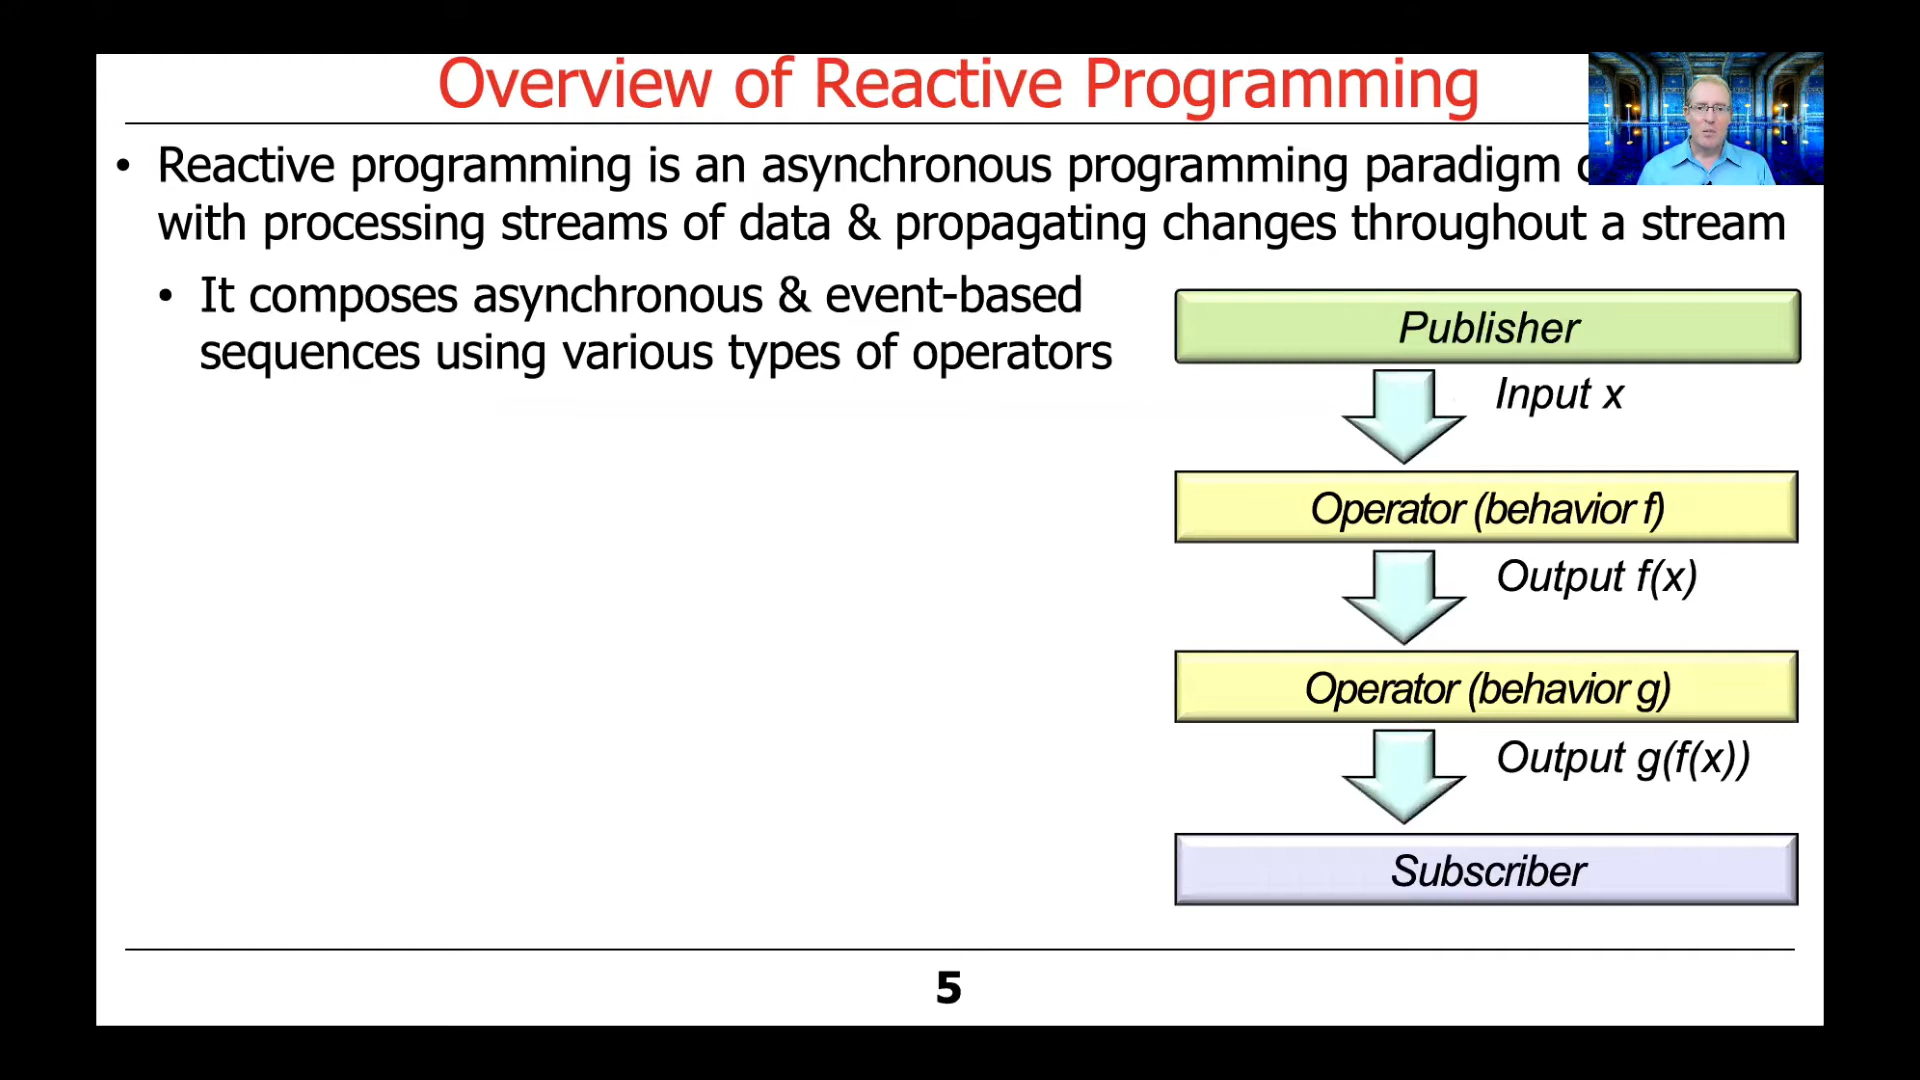 Overview of Reactive Programming
• Reactive programming is an asynchronous programming paradigm
with processing streams of data & propagating changes throughout a stream
• It composes asynchronous & event-based
sequences using various types of operators
Publisher
Input x
Operator (behavior f)
Output f(x)
Operator (behavior g)
Output g(f(x))
Subscriber
5